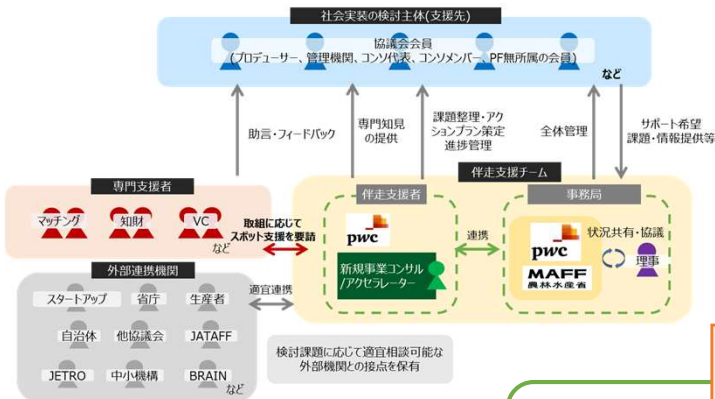 社会実装の検討主体(支援先)
協議会会員
(プロデューサー、管理機関、コンソ代表、コンソメンバー、PF無所属の会員)
など
助言・フィードバック
専門知見
の提供
課題整理・アク
ションプラン策定
進捗管理
全体管理
サポート希望
課題・情報提供等
専門支援者
マッチング
知財
VC
など
取組に応じて
スポット支援を要請
伴走支援チーム
伴走支援者
pwc
新規事業コンサル
/アクセラレーター
連携
事務局
pwc
MAFF
農林水産省
状況共有・協議
理事
外部連携機関
スタートアップ
省庁
生産者
自治体
他協議会
JATAFF
JETRO
中小機構
BRAIN
など
適宜連携
検討課題に応じて適宜相談可能な
外部機関との接点を保有